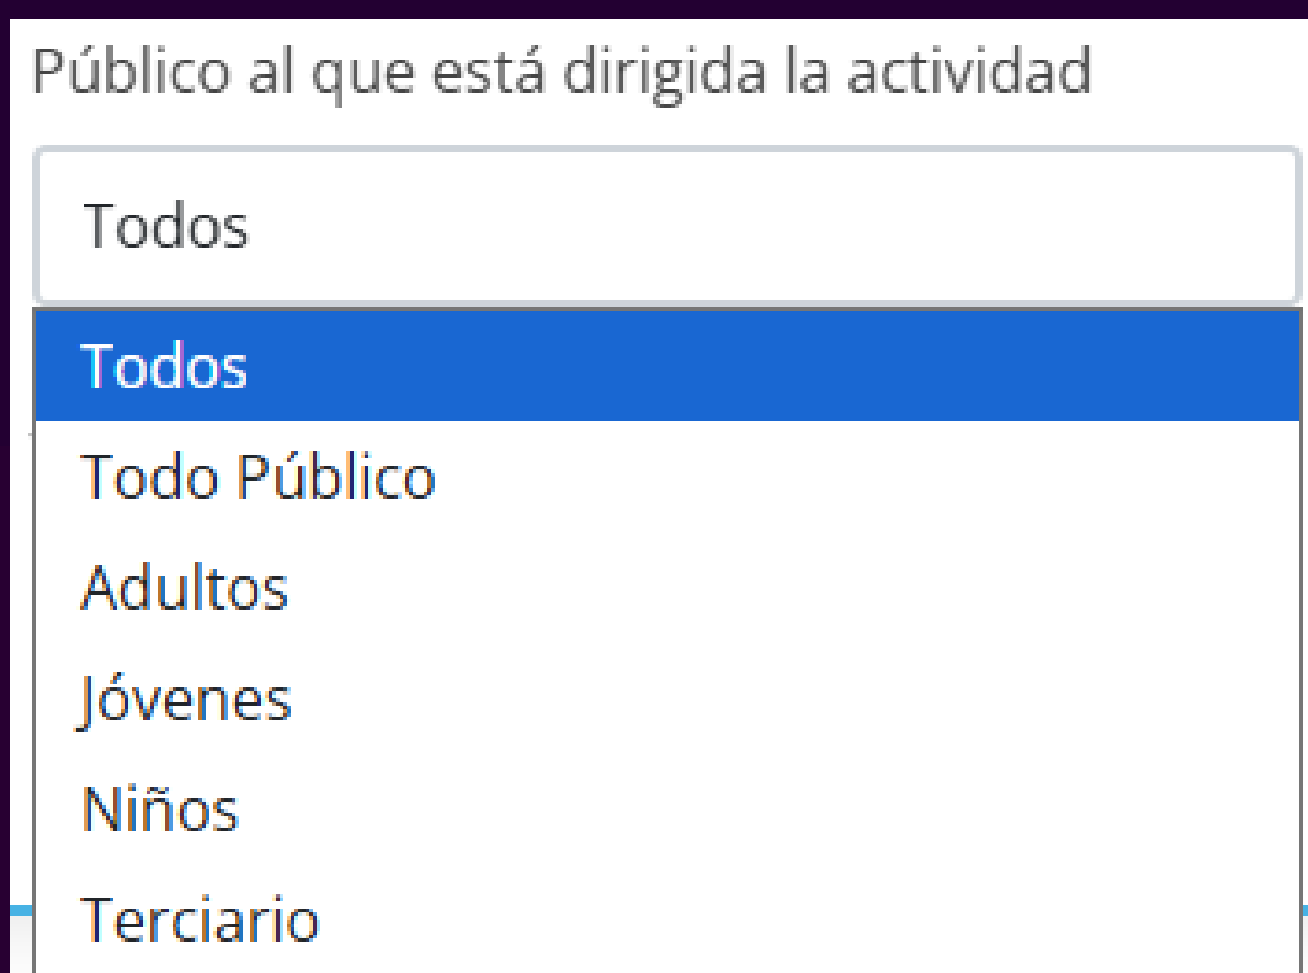 Público al que está dirigida la actividad
Todos
Todos
Todo Público
Adultos
Jóvenes
Niños
Terciario